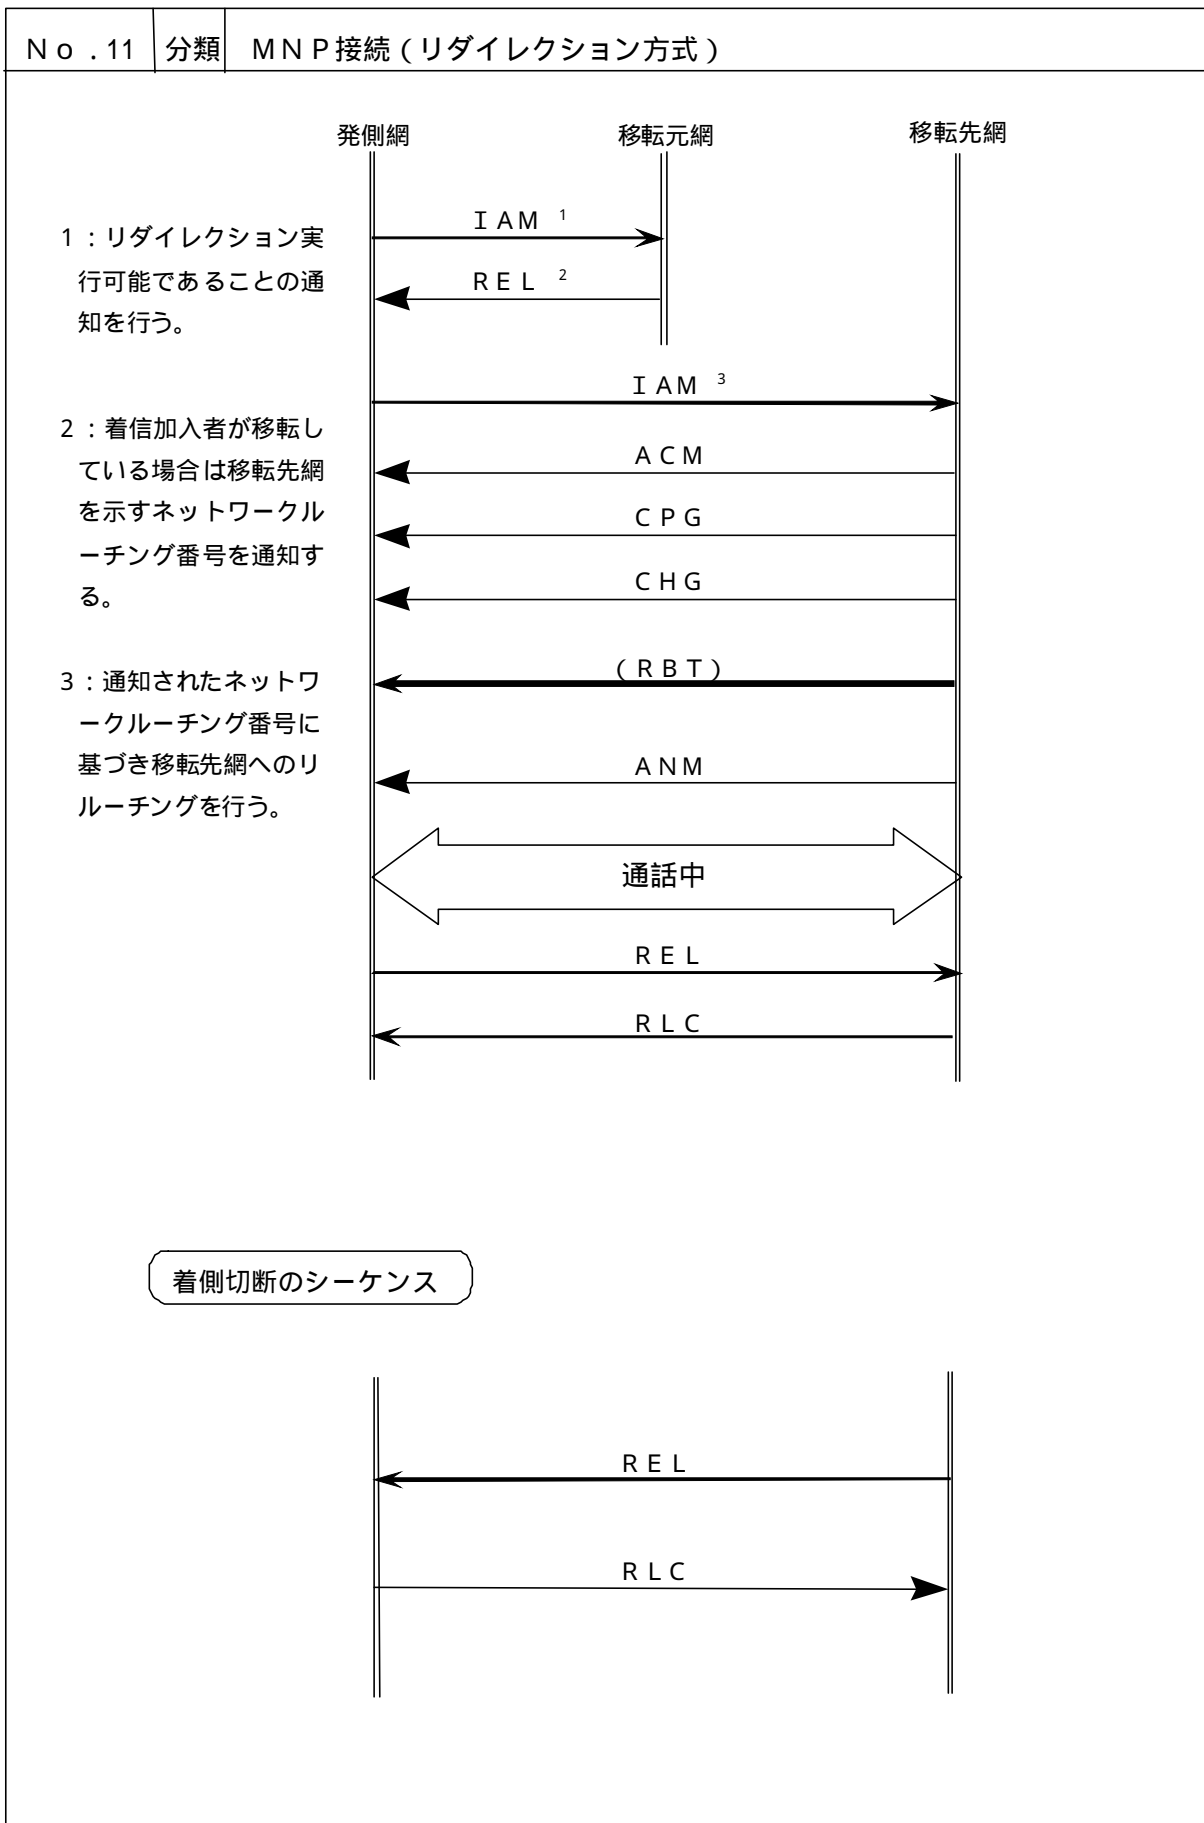 Ｎｏ．11 分類 ＭＮＰ接続（リダイレクション方式）
発側網 移転元網 移転先網
ＩＡＭ 1
1：リダイレクション実
行可能であることの通
知を行う。
ＲＥＬ 2
ＩＡＭ 3
2：着信加入者が移転し
ている場合は移転先網
を示すネットワークル
ーチング番号を通知す
る。
ＡＣＭ
ＣＰＧ
ＣＨＧ
（ＲＢＴ）
3：通知されたネットワ
ークルーチング番号に
基づき移転先網へのリ
ルーチングを行う。
ＡＮＭ
通話中
ＲＥＬ
ＲＬＣ
着側切断のシーケンス
ＲＥＬ
ＲＬＣ